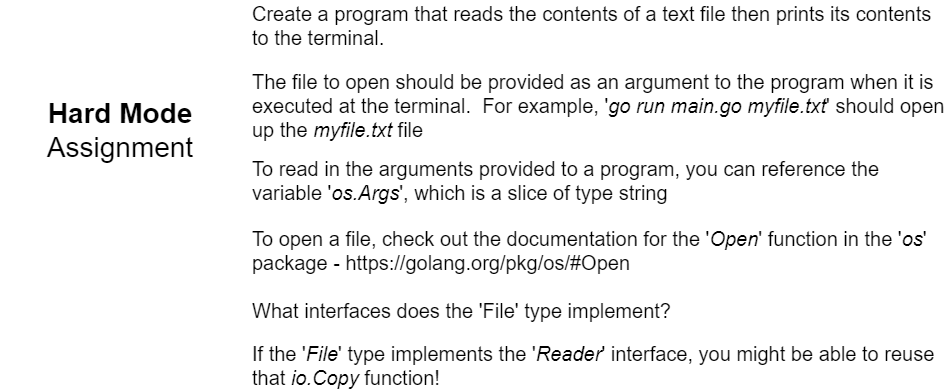 Create a program that reads the contents of a text file then prints its contents
to the terminal.
The file to open should be provided as an argument to the program when it is
Hard Mode
executed at the terminal.  For example, 'go run main.go myfile.txt' should open
up the myfile.txt file
Assignment
To read in the arguments provided to a program, you can reference the
variable 'os.Args', which is a slice of type string
To open a file, check out the documentation for the 'Open' function in the 'os'
package - https://golang.org/pkg/os/#Open
What interfaces does the 'File' type implement?
If the 'File' type implements the 'Reader' interface, you might be able to reuse
that io.Copy function!